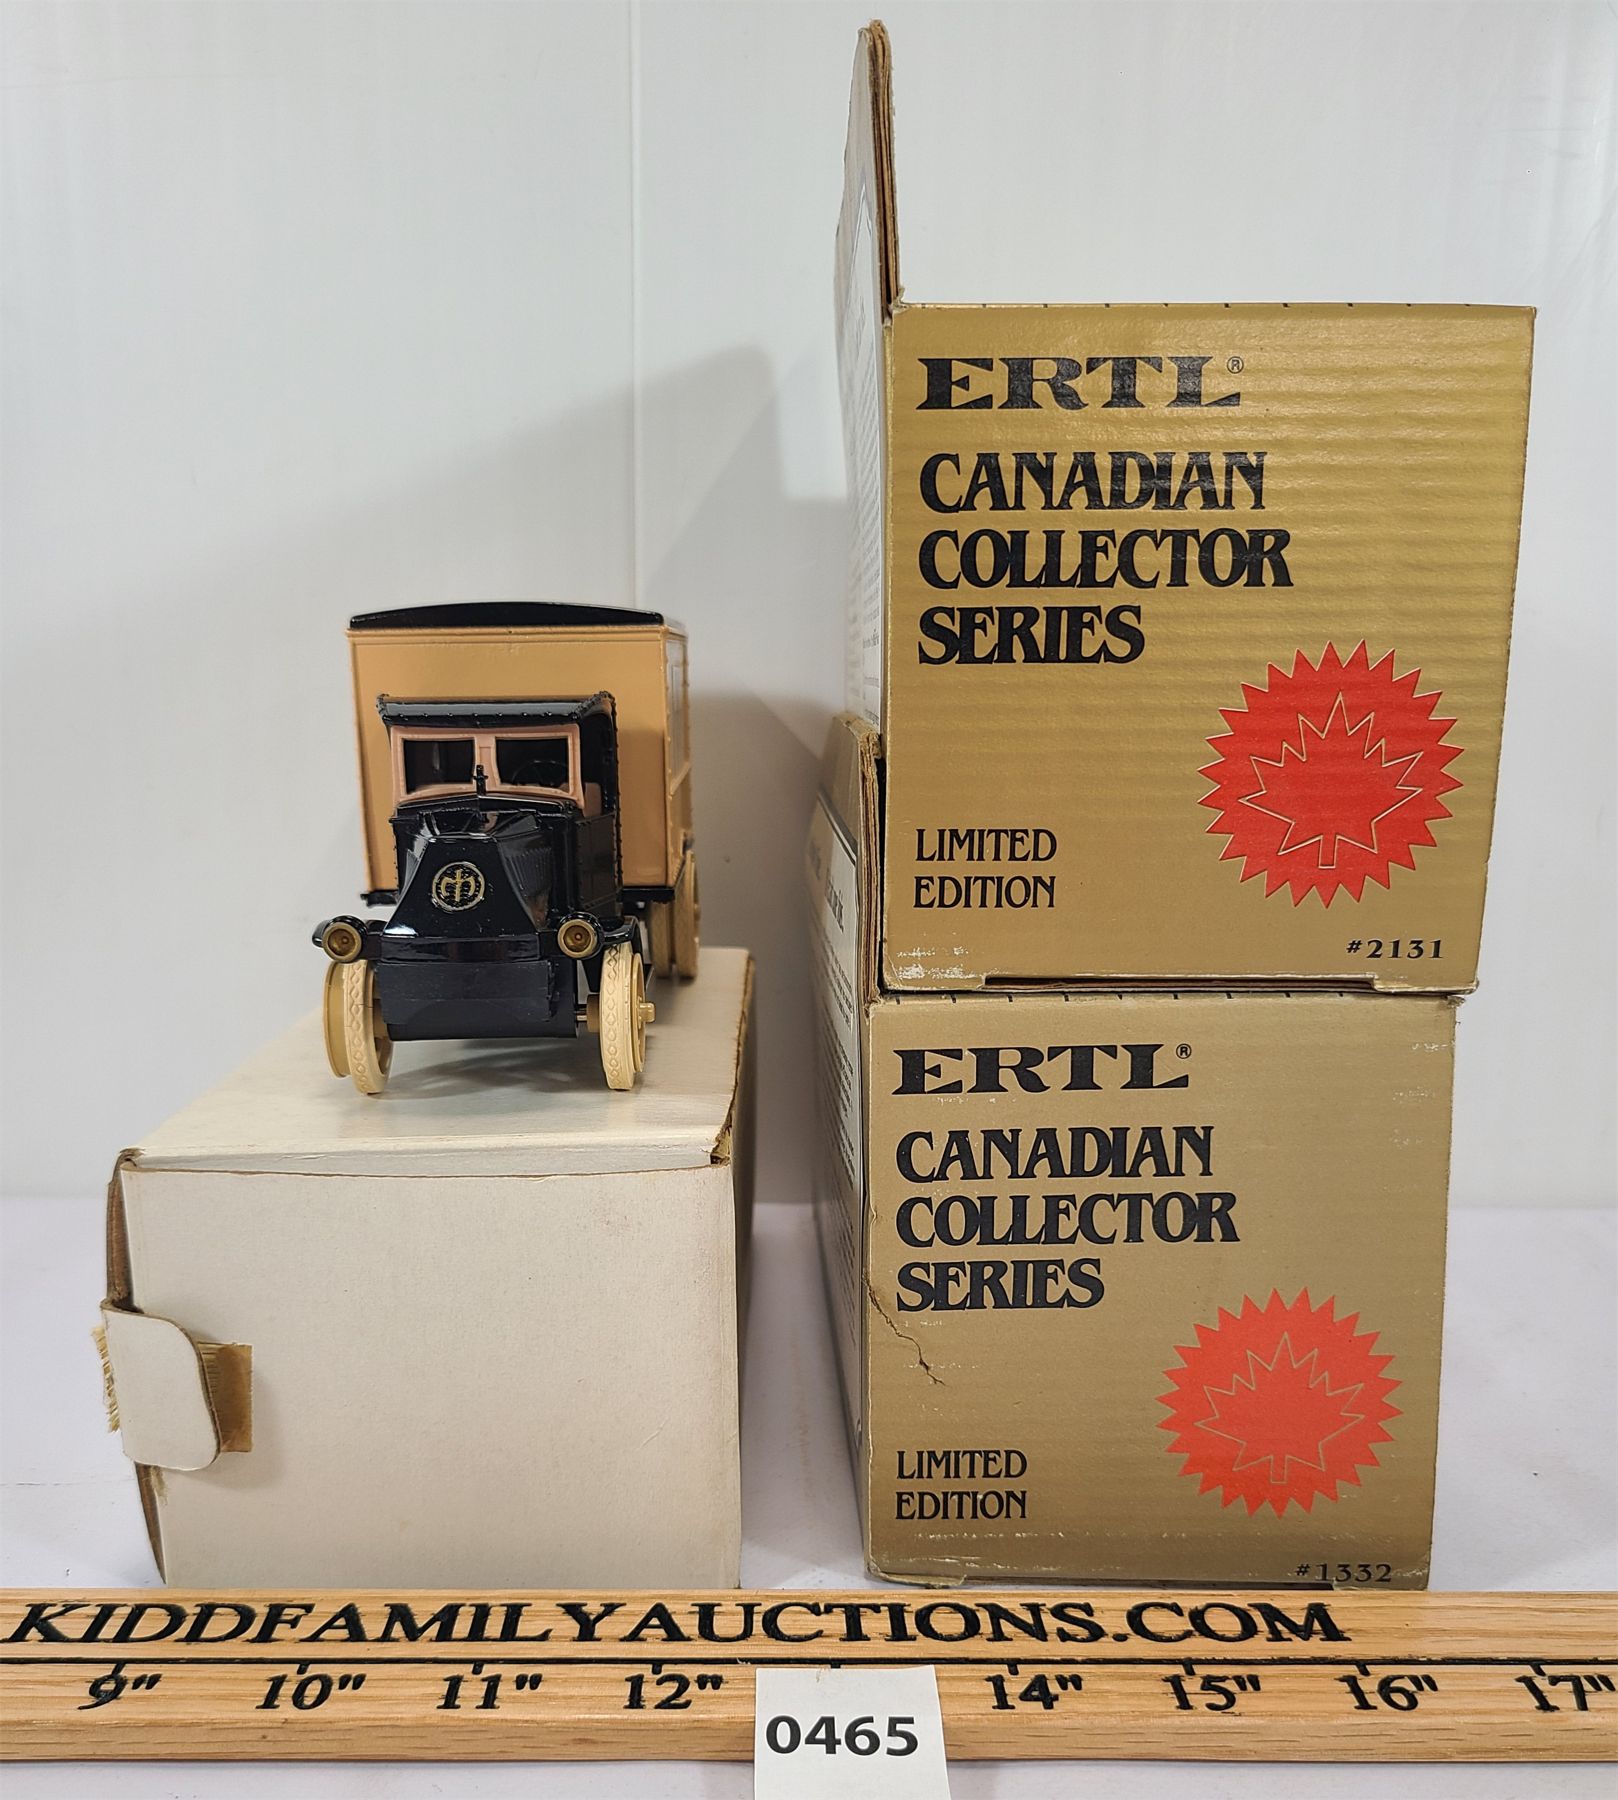 ERTL®
CANADIAN
COLLECTOR
SERIES
LIMITED
EDITION
#2131
ERTL®
CANADIAN
COLLECTOR
SERIES
LIMITED
EDITION
#1332
KIDDFAMILYAUCTIONS.COM
9" 10" 11" 12" 14" 15" 16" 17"
0465